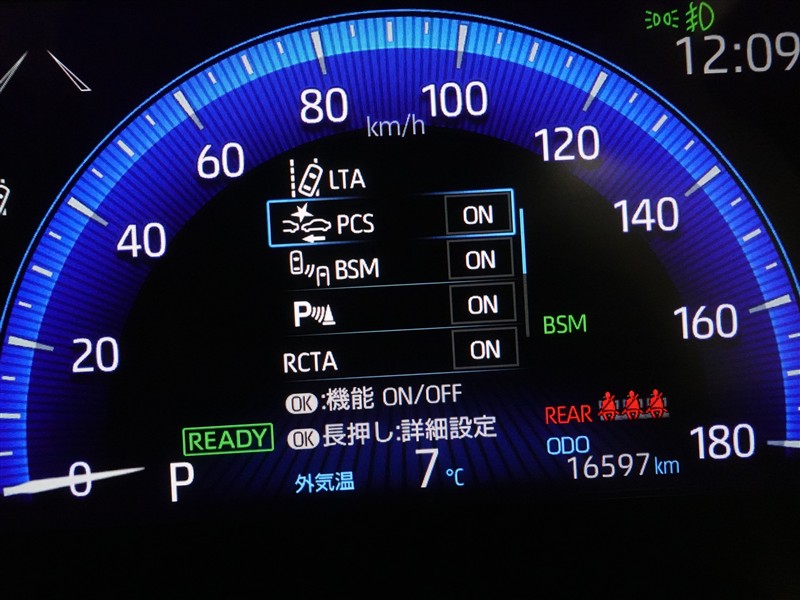 12:09
80
100
km/h
60
120
LTA
40
PCS ON
140
BSM ON
P ON
BSM
160
20
RCTA ON
OK:機能 ON/OFF
REAR
READY
OK長押し:詳細設定
ODO
180
0
P
外気温 7℃
16597km